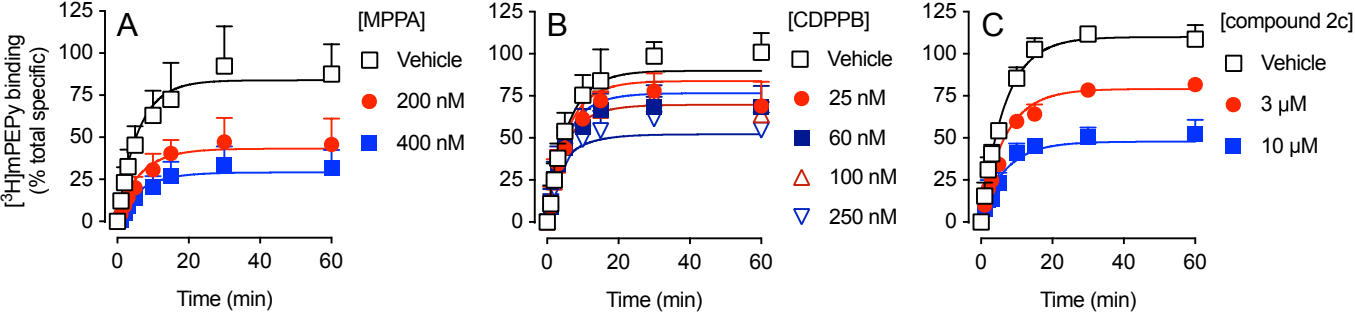 [³H]mPEPy binding
(% total specific)
A
125
100
75
50
25
0
0
20
40
60
Time (min)
[MPPA]
Vehicle
200 nM
400 nM
B
125
100
75
50
25
0
0
20
40
60
Time (min)
[CDPPB]
Vehicle
25 nM
60 nM
100 nM
250 nM
C
125
100
75
50
25
0
0
20
40
60
Time (min)
[compound 2c]
Vehicle
3 µM
10 µM